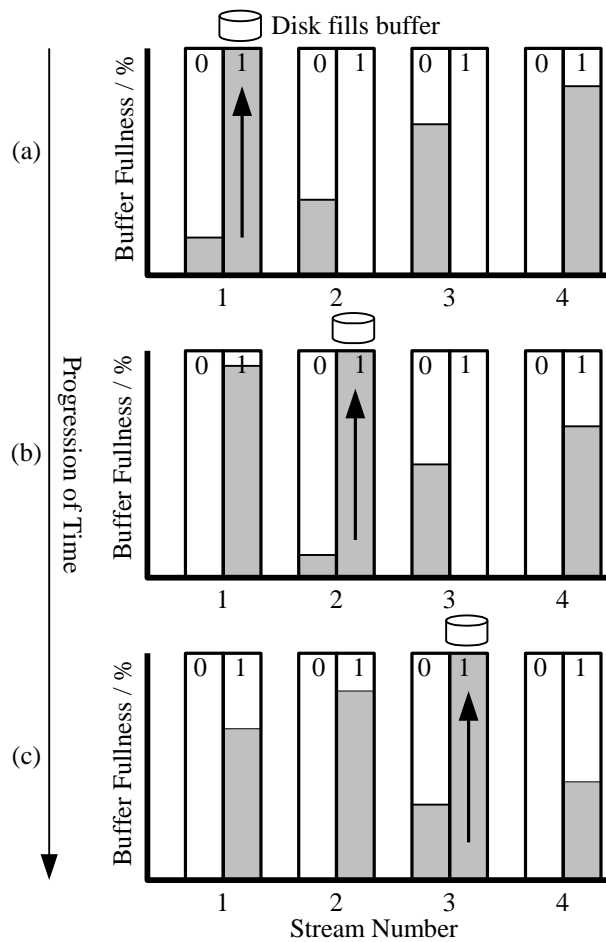 Disk fills buffer
(a)
Buffer Fullness / %
0 1 0 1 0 1 0 1
1 2 3 4
Progression of Time
(b)
Buffer Fullness / %
0 1 0 1 0 1 0 1
1 2 3 4
(c)
Buffer Fullness / %
0 1 0 1 0 1 0 1
1 2 3 4
Stream Number